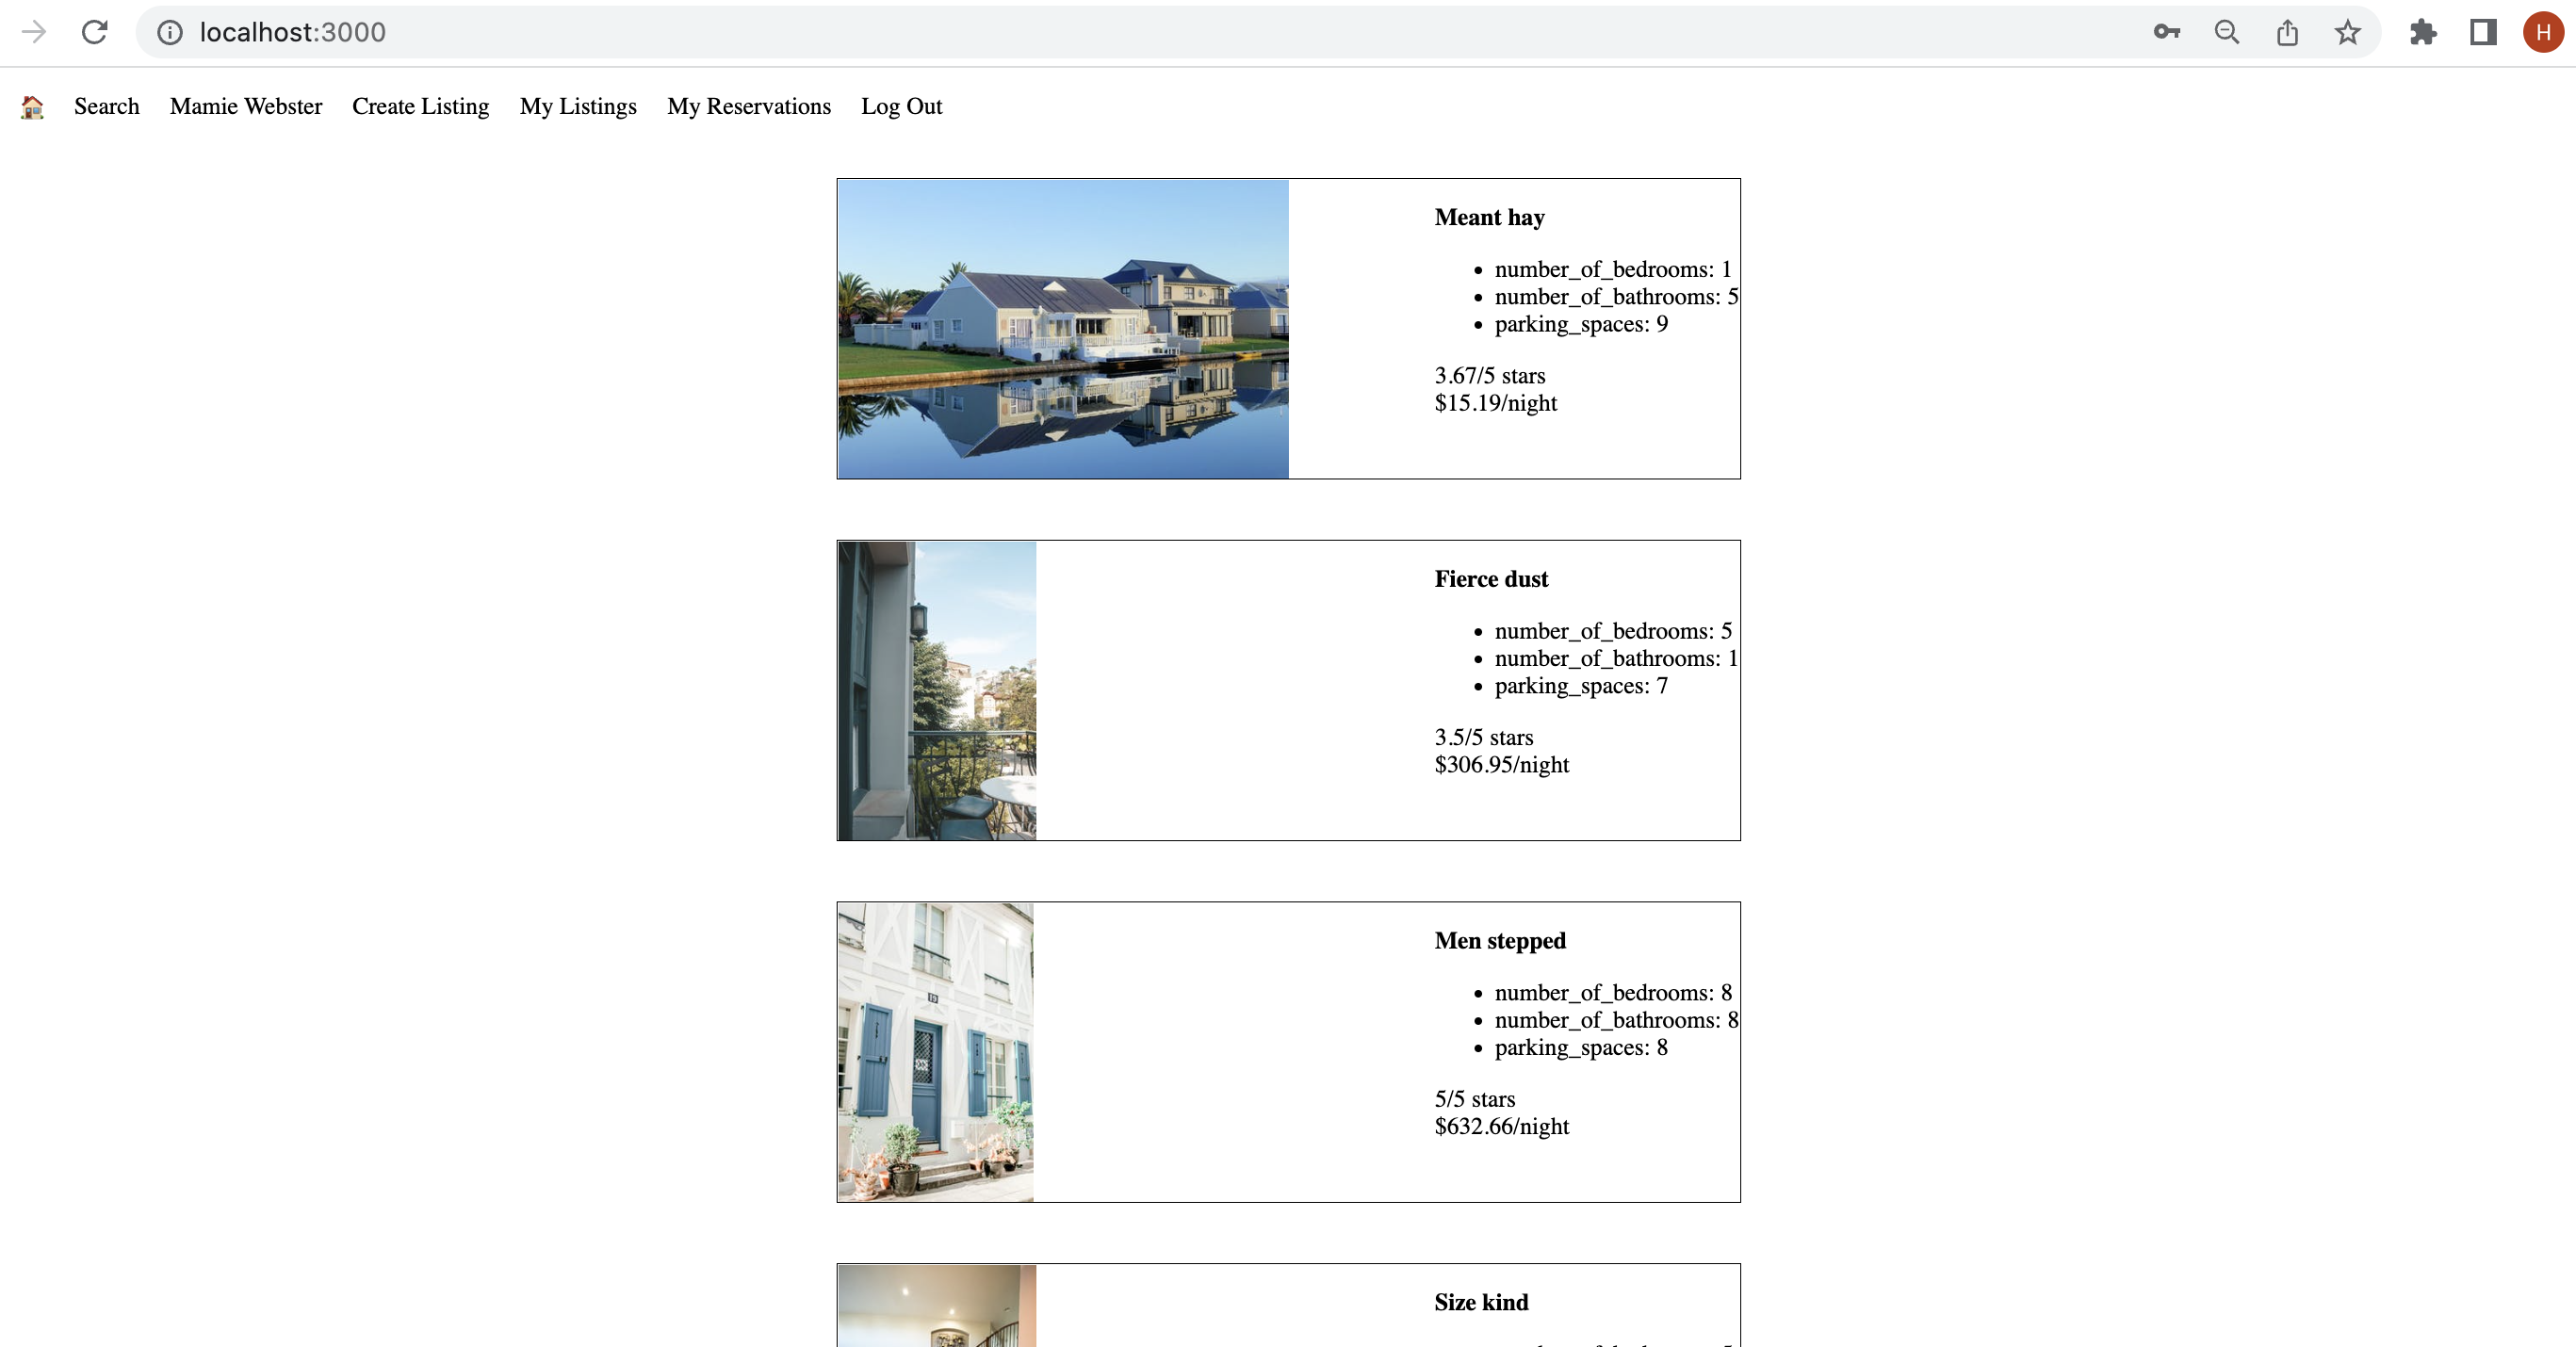 localhost:3000
H
Search Mamie Webster Create Listing My Listings My Reservations Log Out
Meant hay
number_of_bedrooms: 1
number_of_bathrooms: 5
parking_spaces: 9
3.67/5 stars
$15.19/night
Fierce dust
number_of_bedrooms: 5
number_of_bathrooms: 1
parking_spaces: 7
3.5/5 stars
$306.95/night
Men stepped
number_of_bedrooms: 8
number_of_bathrooms: 8
parking_spaces: 8
5/5 stars
$632.66/night
Size kind